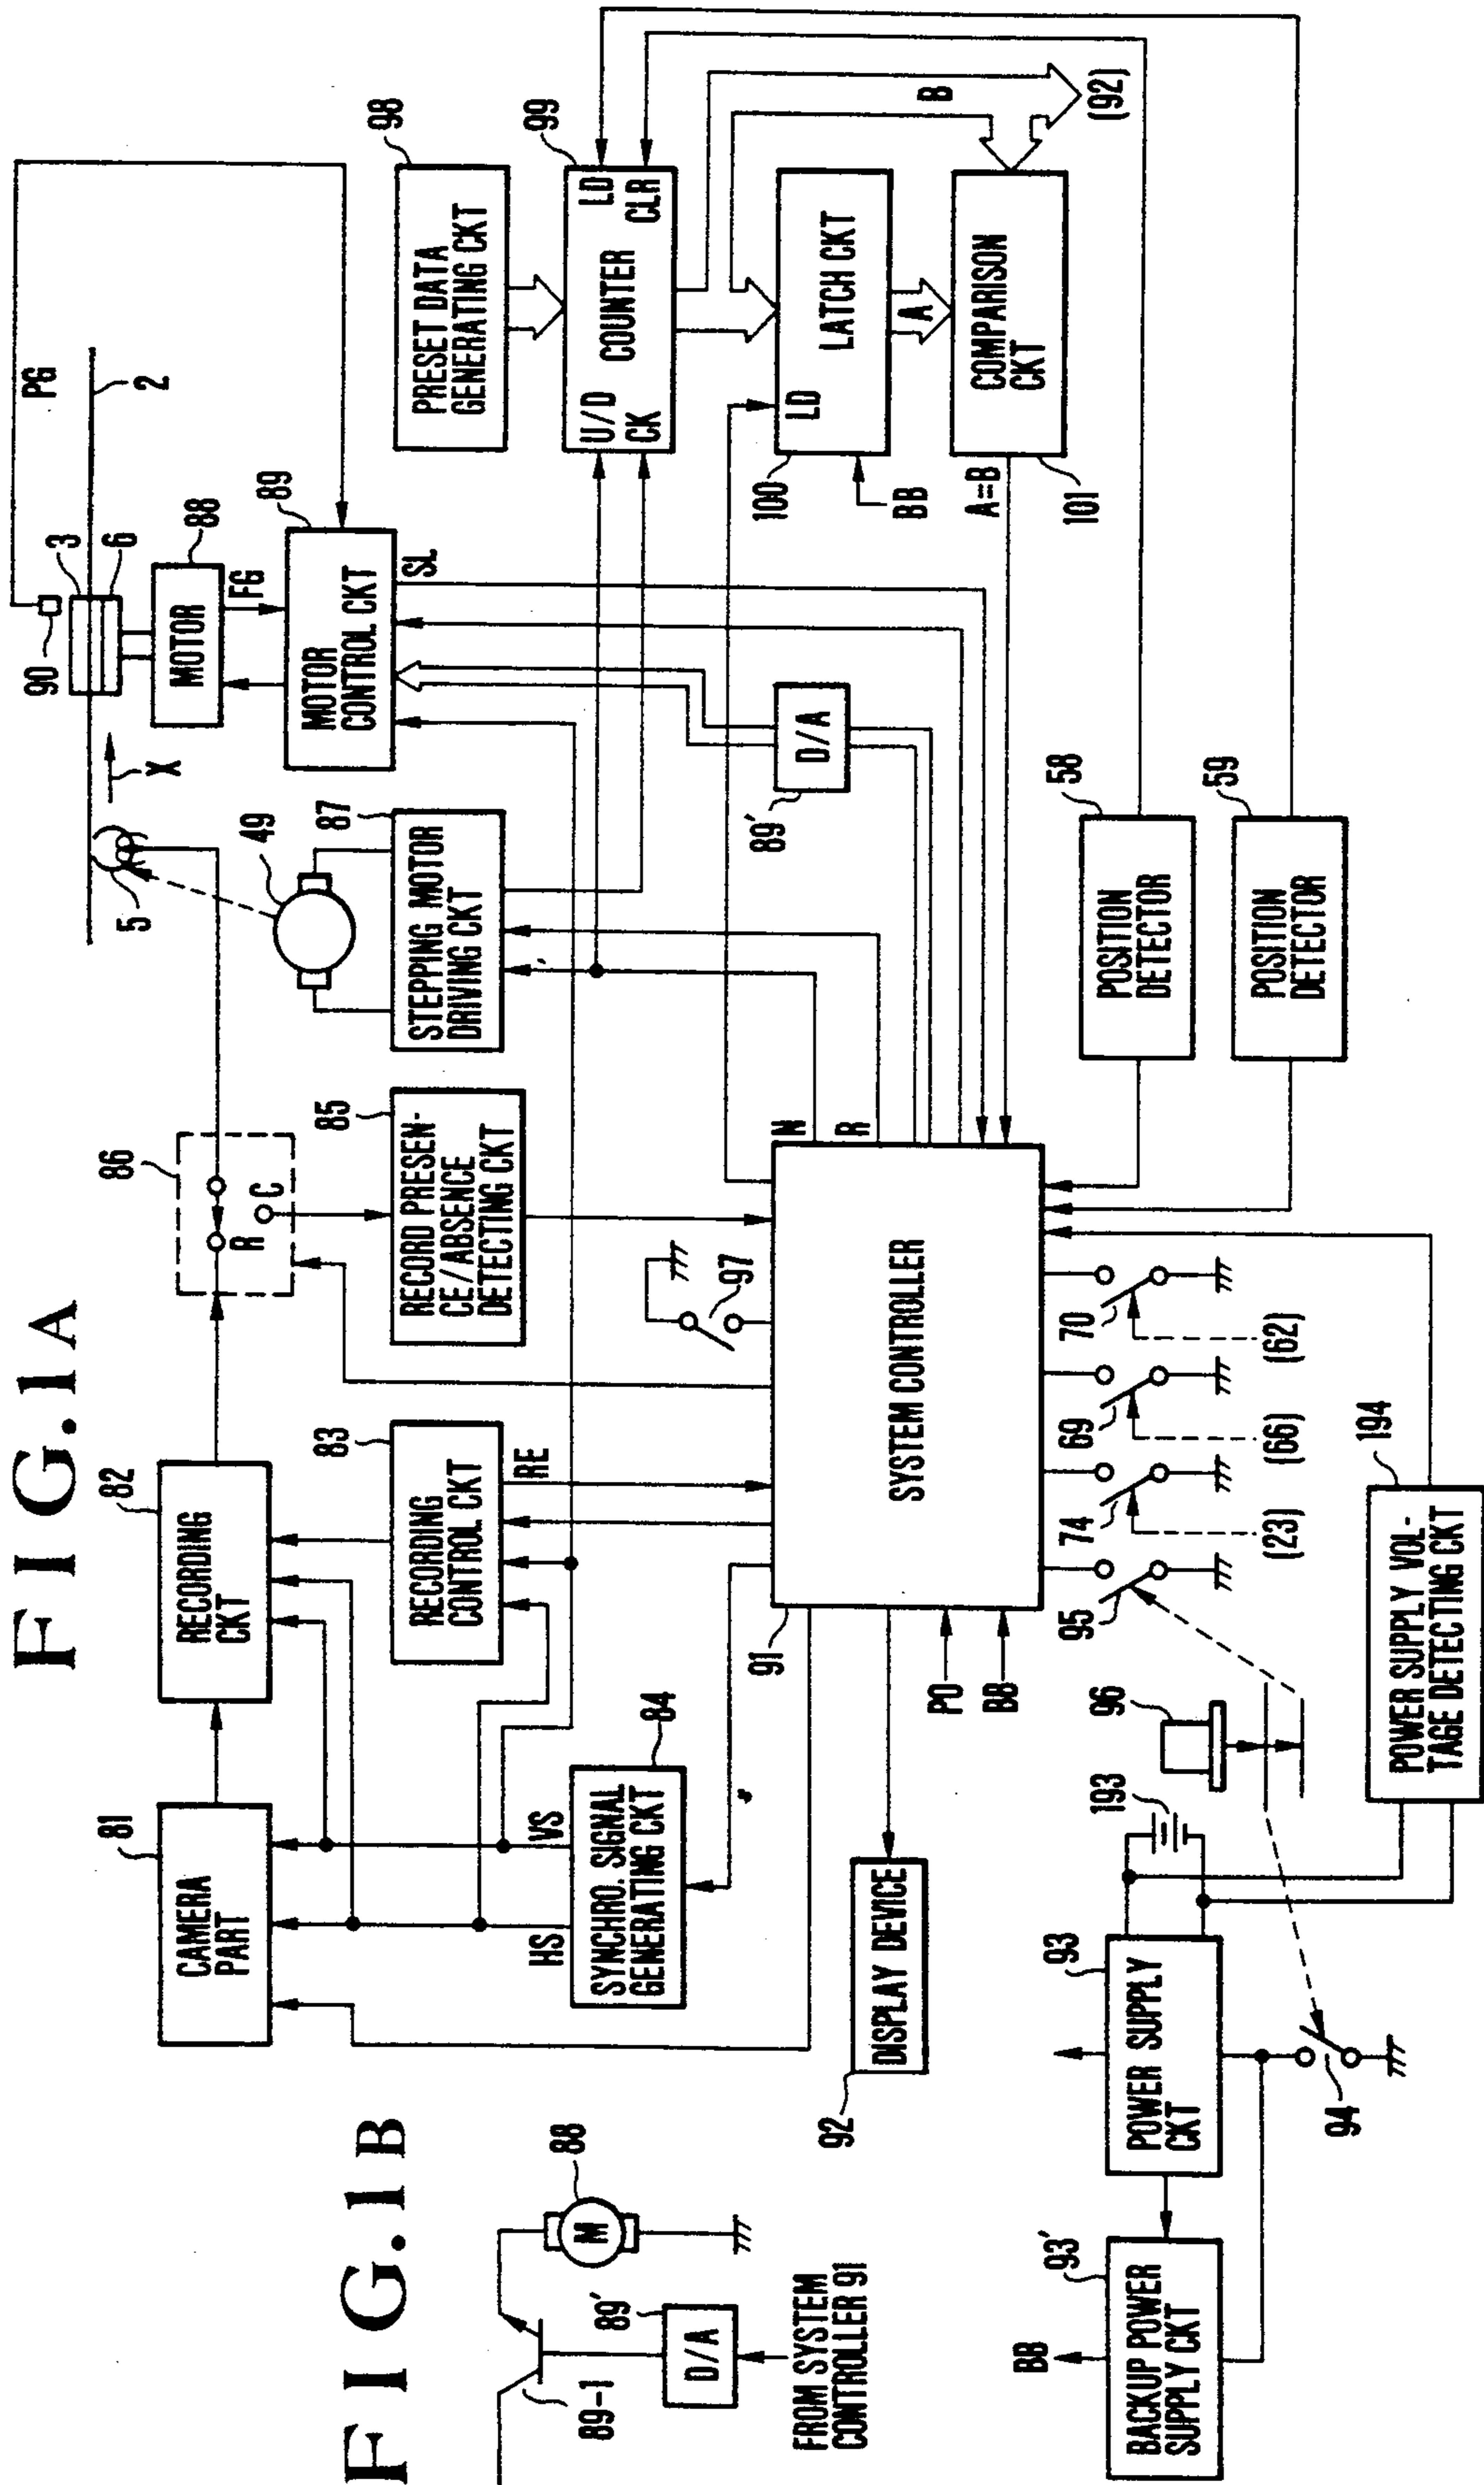 FIG.1A
81
CAMERA
PART
82
RECORDING
CKT
86
R
C
5
X
90
3
6
PG
2
MOTOR
88
FG
83
RECORDING
CONTROL CKT
RE
85
RECORD PRESEN-
CE/ABSENCE
DETECTING CKT
49
87
STEPPING MOTOR
DRIVING CKT
89
MOTOR
CONTROL CKT
SL
98
PRESET DATA
GENERATING CKT
HS
VS
84
SYNCHRO. SIGNAL
GENERATING CKT
97
99
U/D
CK
COUNTER
LD
CLR
91
SYSTEM CONTROLLER
N
R
D/A
89'
LD
LATCH CKT
100
BB
A
B
A=B
COMPARISON
CKT
101
(92)
92
DISPLAY DEVICE
PO
BB
95
74
69
70
(23)
(66)
(62)
58
POSITION
DETECTOR
59
POSITION
DETECTOR
93
POWER SUPPLY
CKT
193
96
94
93'
BACKUP POWER
SUPPLY CKT
BB
194
POWER SUPPLY VOL-
TAGE DETECTING CKT
FIG.1B
88
M
89-1
89'
D/A
FROM SYSTEM
CONTROLLER 91